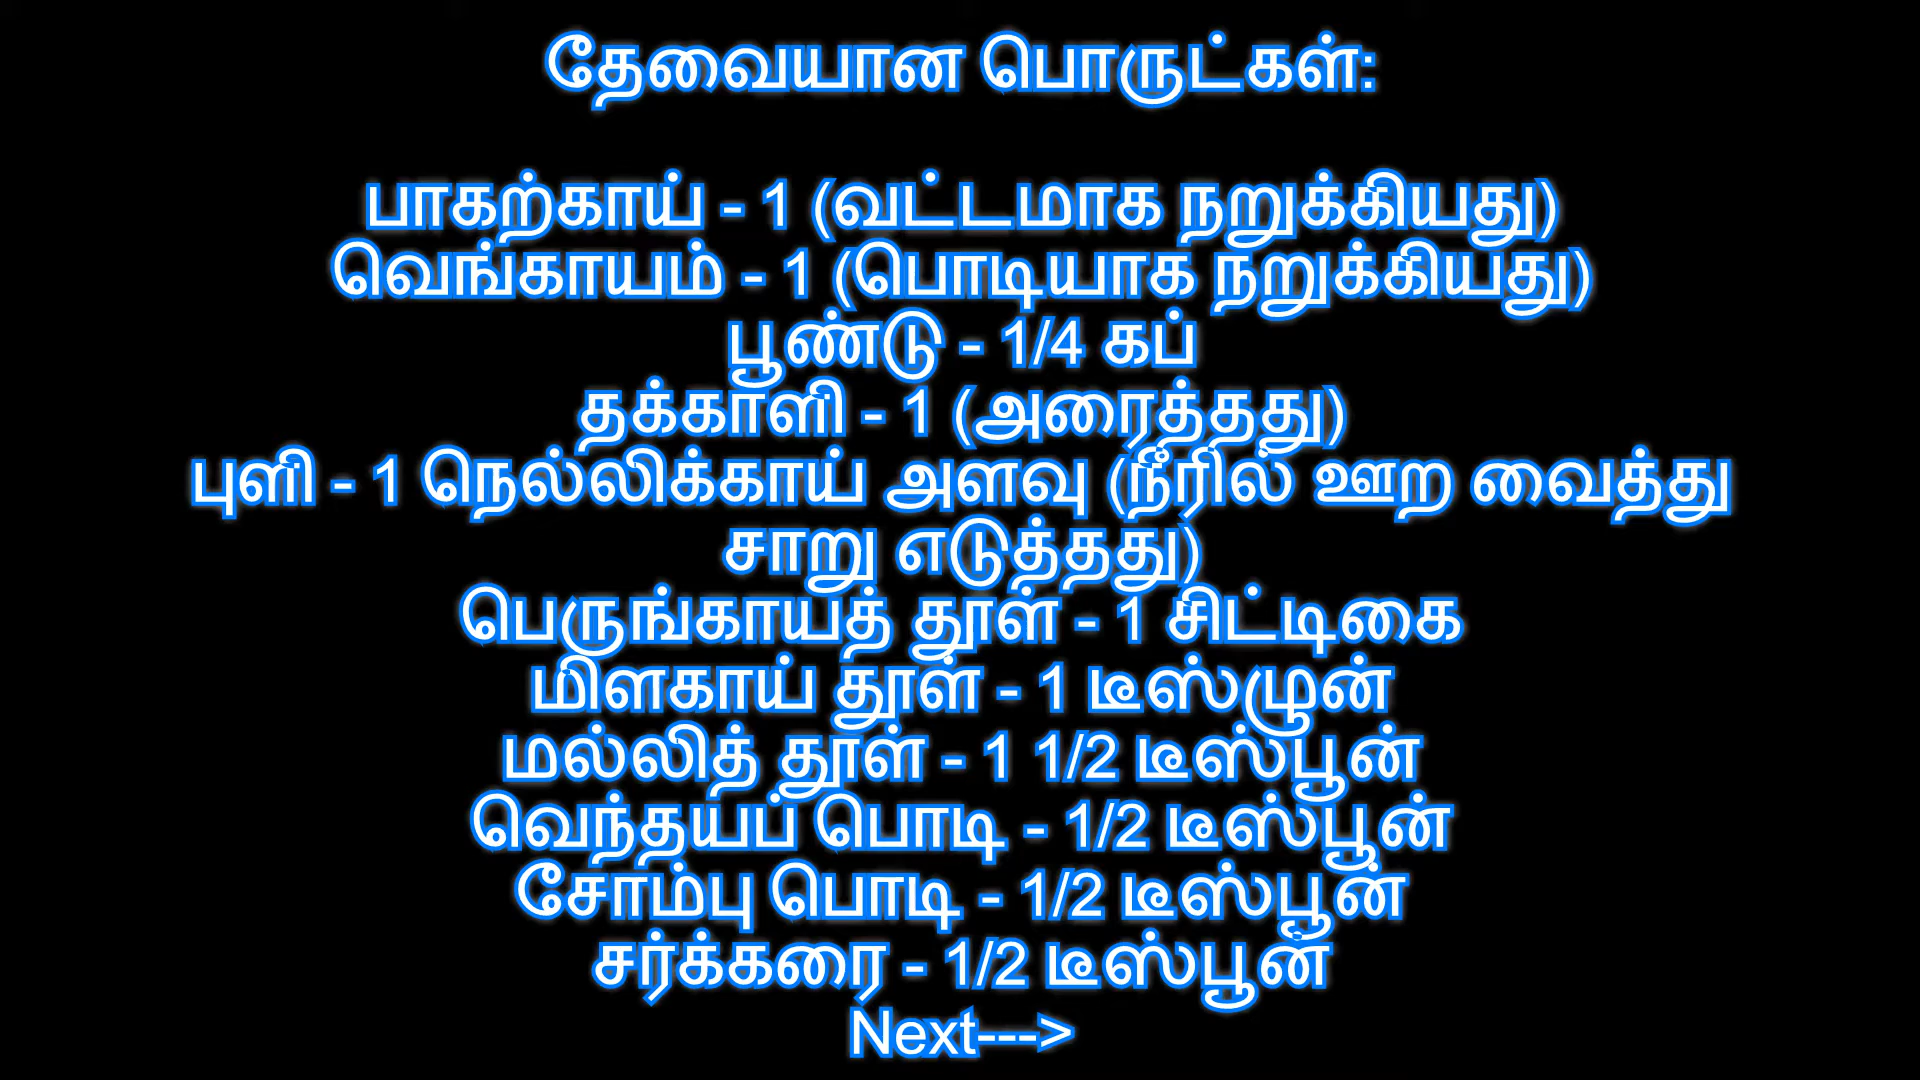 தேவையான பொருட்கள்:
பாகற்காய் - 1 (வட்டமாக நறுக்கியது)
வெங்காயம் - 1 (பொடியாக நறுக்கியது)
பூண்டு - 1/4 கப்
தக்காளி - 1 (அரைத்தது)
புளி - 1 நெல்லிக்காய் அளவு (நீரில் ஊற வைத்து
சாறு எடுத்தது)
பெருங்காயத் தூள் - 1 சிட்டிகை
மிளகாய் தூள் - 1 டீஸ்ழுன்
மல்லித் தூள் - 1 1/2 டீஸ்பூன்
வெந்தயப் பொடி - 1/2 டீஸ்பூன்
சோம்பு பொடி - 1/2 டீஸ்பூன்
சர்க்கரை - 1/2 டீஸ்பூன்
Next--->